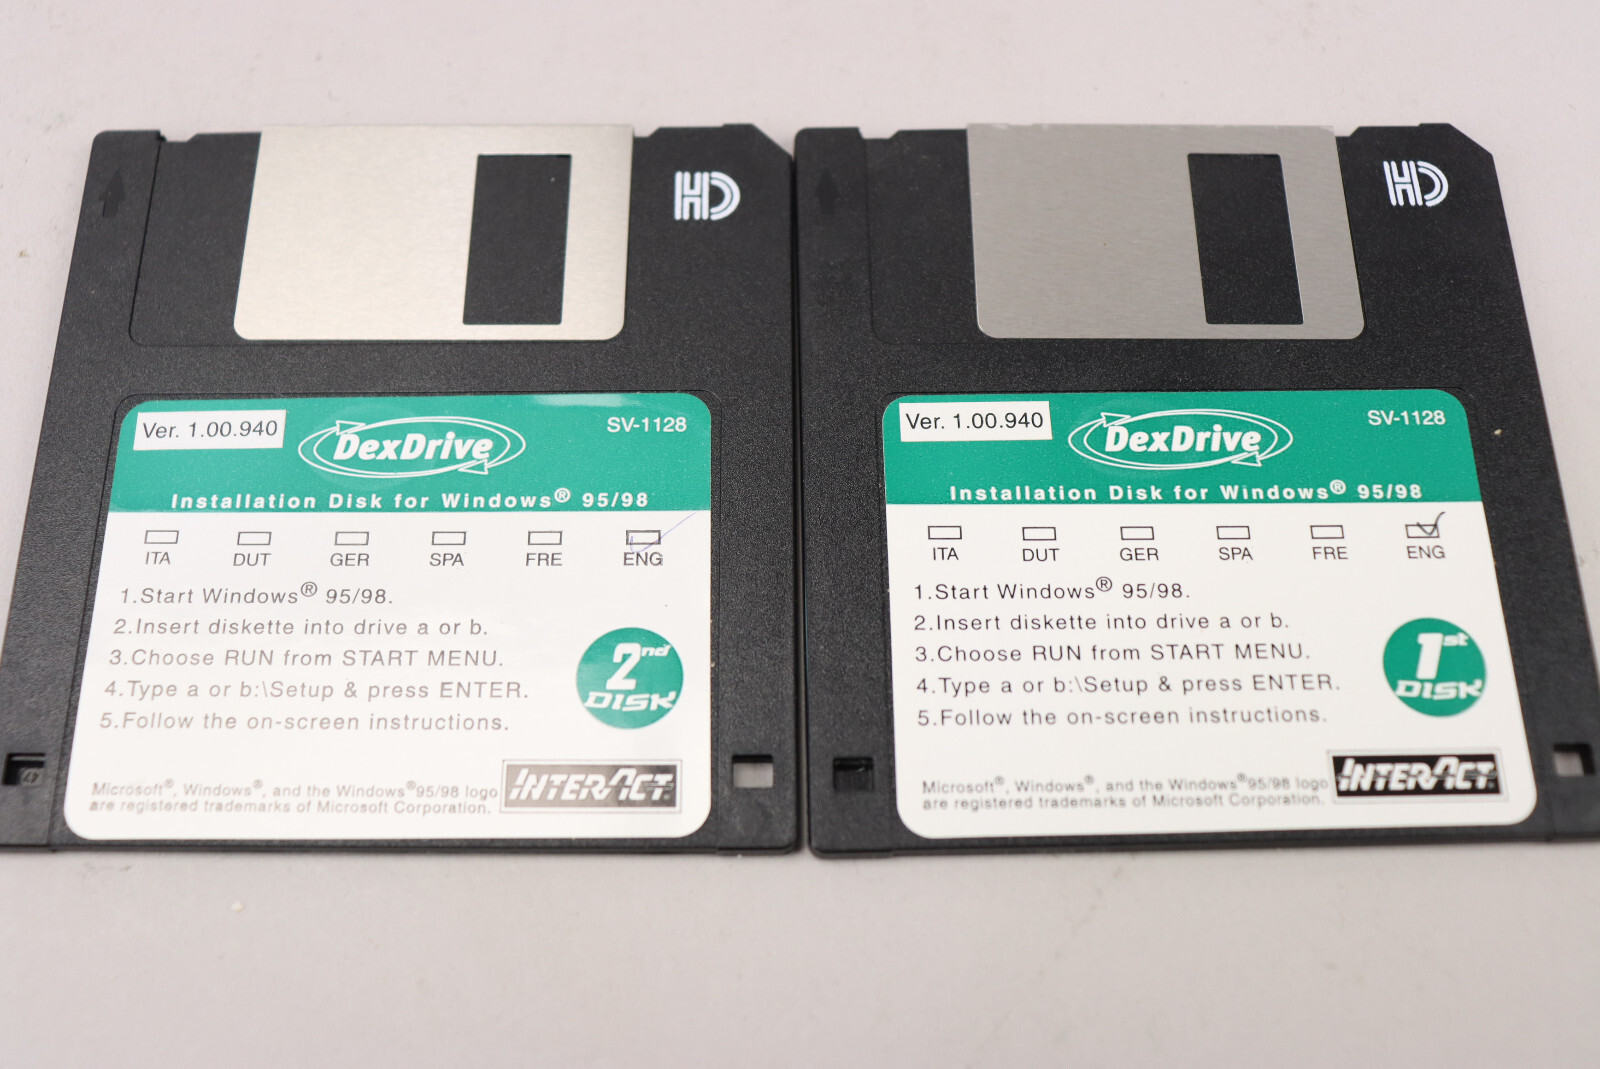 HD
Ver. 1.00.940
DexDrive
SV-1128
Installation Disk for Windows® 95/98
ITA DUT GER SPA FRE ENG
1.Start Windows® 95/98.
2.Insert diskette into drive a or b.
3.Choose RUN from START MENU.
4.Type a or b:\Setup & press ENTER.
5.Follow the on-screen instructions.
2nd
DISK
Microsoft®, Windows®, and the Windows®95/98 logo
are registered trademarks of Microsoft Corporation.
INTERACT
HD
Ver. 1.00.940
DexDrive
SV-1128
Installation Disk for Windows® 95/98
ITA DUT GER SPA FRE ENG
1.Start Windows® 95/98.
2.Insert diskette into drive a or b.
3.Choose RUN from START MENU.
4.Type a or b:\Setup & press ENTER.
5.Follow the on-screen instructions.
1st
DISK
Microsoft®, Windows®, and the Windows®95/98 logo
are registered trademarks of Microsoft Corporation.
INTERACT